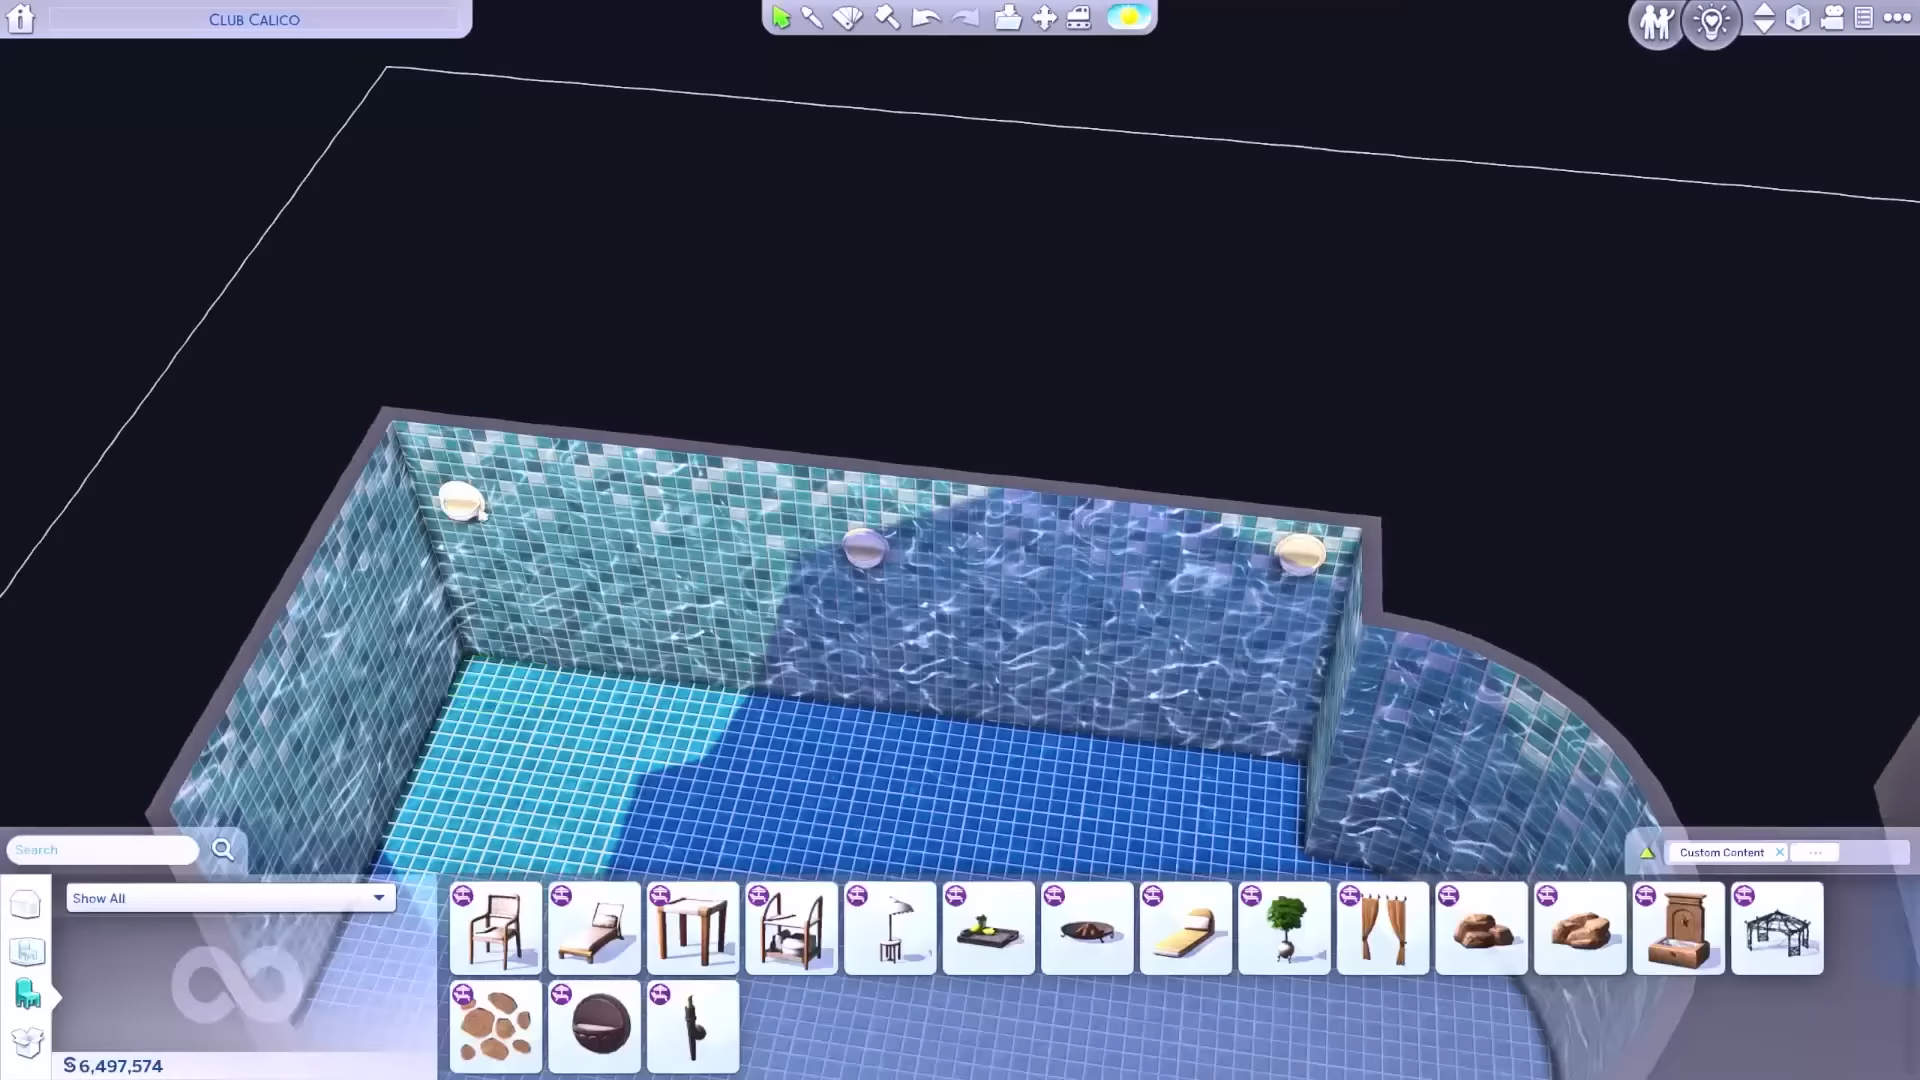 CLUB CALICO
Search
Custom Content
Show All
§6,497,574